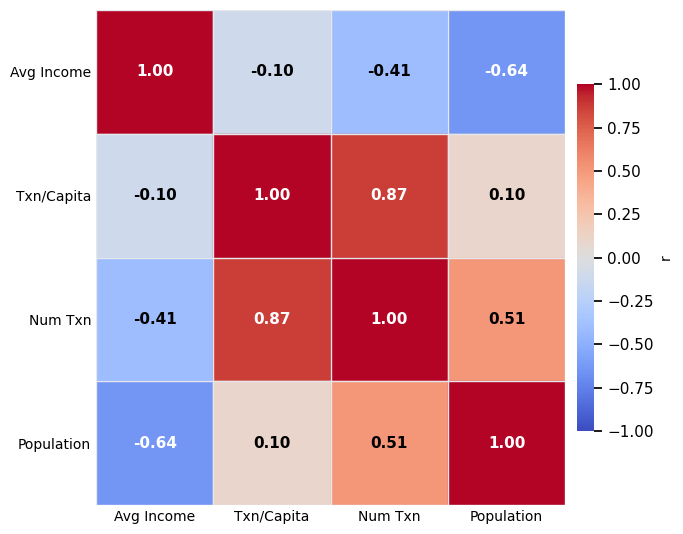 Avg Income 1.00 -0.10 -0.41 -0.64
Txn/Capita -0.10 1.00 0.87 0.10
Num Txn -0.41 0.87 1.00 0.51
Population -0.64 0.10 0.51 1.00
Avg Income Txn/Capita Num Txn Population
1.00
0.75
0.50
0.25
0.00
−0.25
−0.50
−0.75
−1.00
r